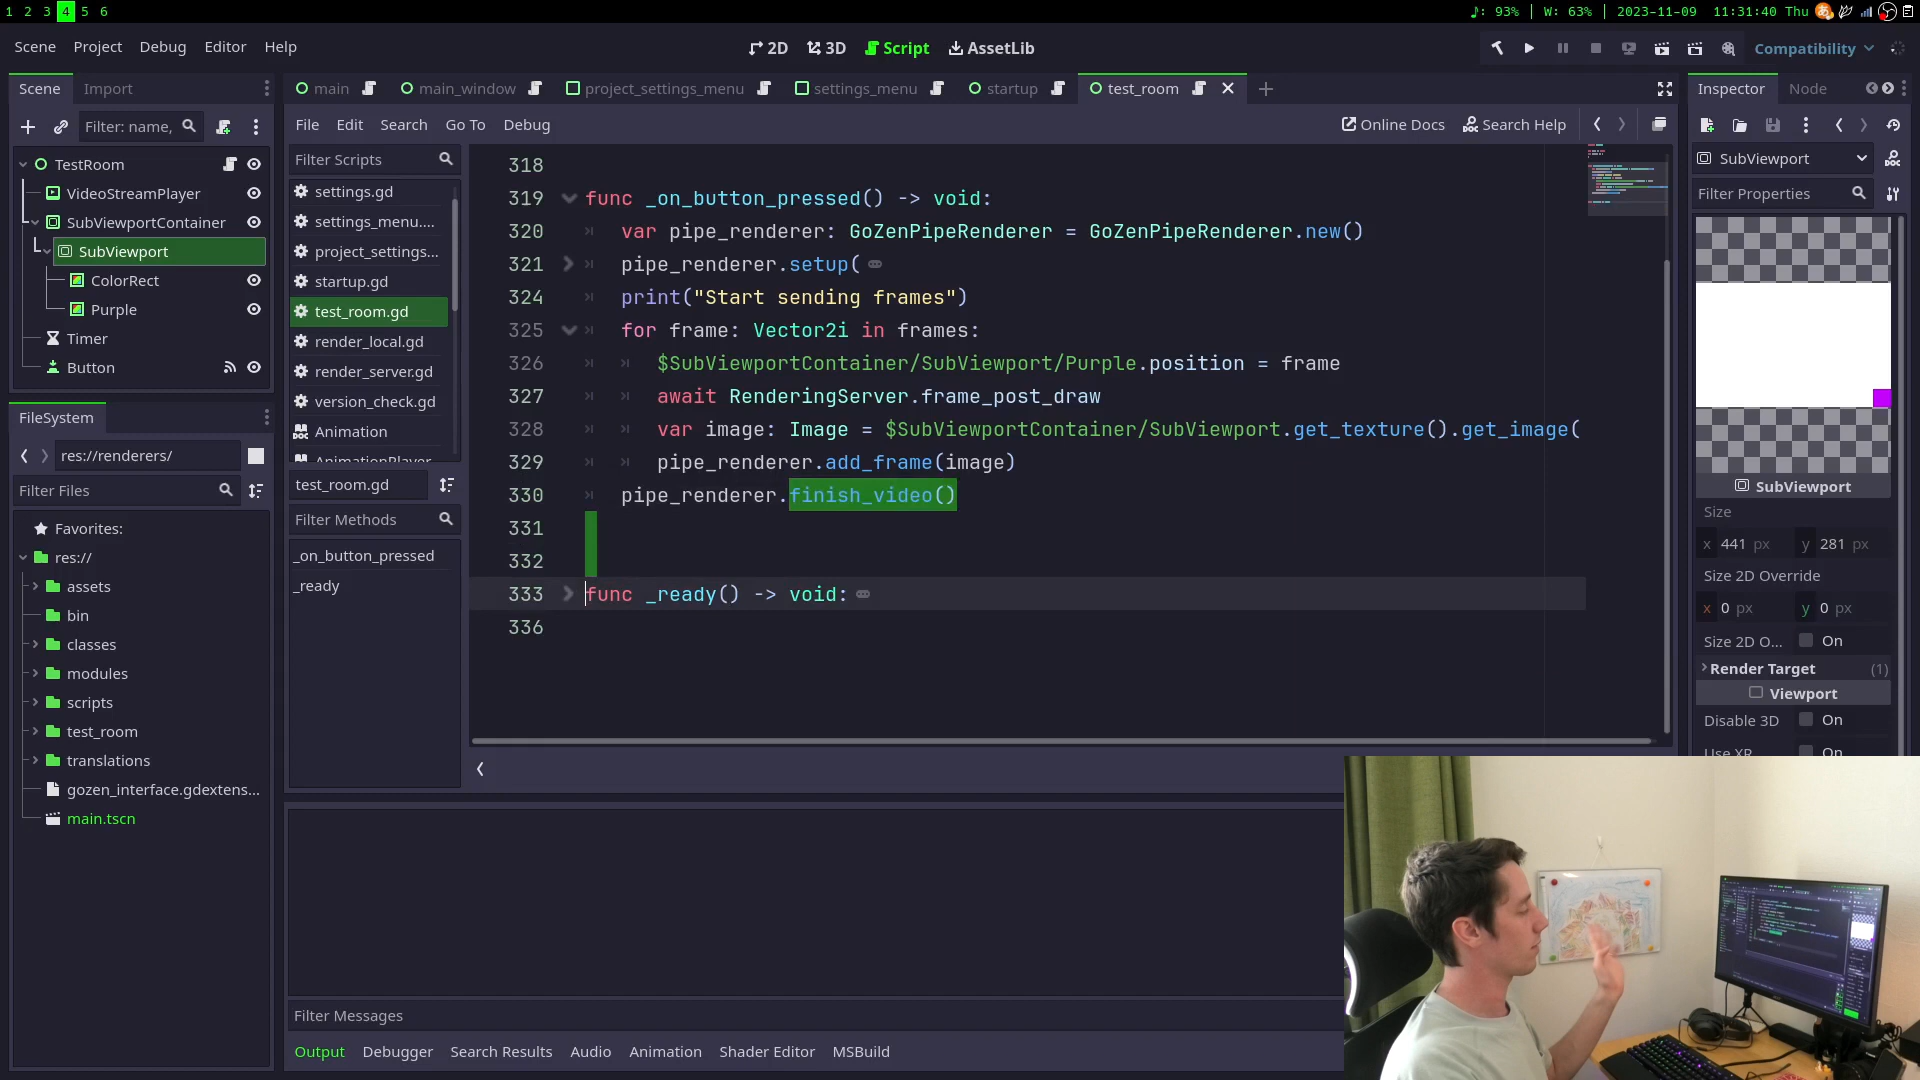 1 2 3 4 5 6
♪: 93% | W: 63% | 2023-11-09 11:31:40 Thu あ
Scene Project Debug Editor Help
2D 3D Script AssetLib
Compatibility
Scene Import
main main_window project_settings_menu settings_menu startup test_room
Inspector Node
Filter: name,
File Edit Search Go To Debug
Online Docs Search Help
TestRoom
VideoStreamPlayer
SubViewportContainer
SubViewport
ColorRect
Purple
Timer
Button
FileSystem
res://renderers/
Filter Files
Favorites:
res://
assets
bin
classes
modules
scripts
test_room
translations
gozen_interface.gdextens...
main.tscn
Filter Scripts
settings.gd
settings_menu....
project_settings...
startup.gd
test_room.gd
render_local.gd
render_server.gd
version_check.gd
Animation
AnimationPlayer
test_room.gd
Filter Methods
_on_button_pressed
_ready
318
319 func _on_button_pressed() -> void:
320 var pipe_renderer: GoZenPipeRenderer = GoZenPipeRenderer.new()
321 pipe_renderer.setup(
324 print("Start sending frames")
325 for frame: Vector2i in frames:
326 $SubViewportContainer/SubViewport/Purple.position = frame
327 await RenderingServer.frame_post_draw
328 var image: Image = $SubViewportContainer/SubViewport.get_texture().get_image(
329 pipe_renderer.add_frame(image)
330 pipe_renderer.finish_video()
331
332
333 func _ready() -> void:
336
SubViewport
Filter Properties
SubViewport
Size
x 441 px y 281 px
Size 2D Override
x 0 px y 0 px
Size 2D O... On
Render Target (1)
Viewport
Disable 3D On
Use XR On
Filter Messages
Output Debugger Search Results Audio Animation Shader Editor MSBuild